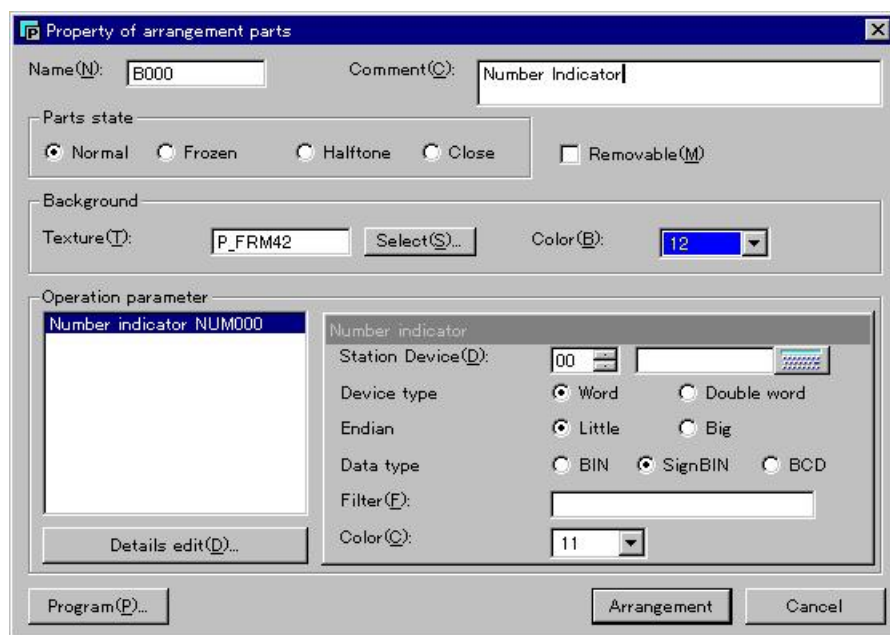 Property of arrangement parts
Name(N): B000 Comment(C): Number Indicator
Parts state
Normal Frozen Halftone Close Removable(M)
Background
Texture(T): P_FRM42 Select(S)... Color(B): 12
Operation parameter
Number indicator NUM000
Number indicator
Station Device(D): 00
Device type Word Double word
Endian Little Big
Data type BIN SignBIN BCD
Filter(F):
Color(C): 11
Details edit(D)...
Program(P)... Arrangement Cancel